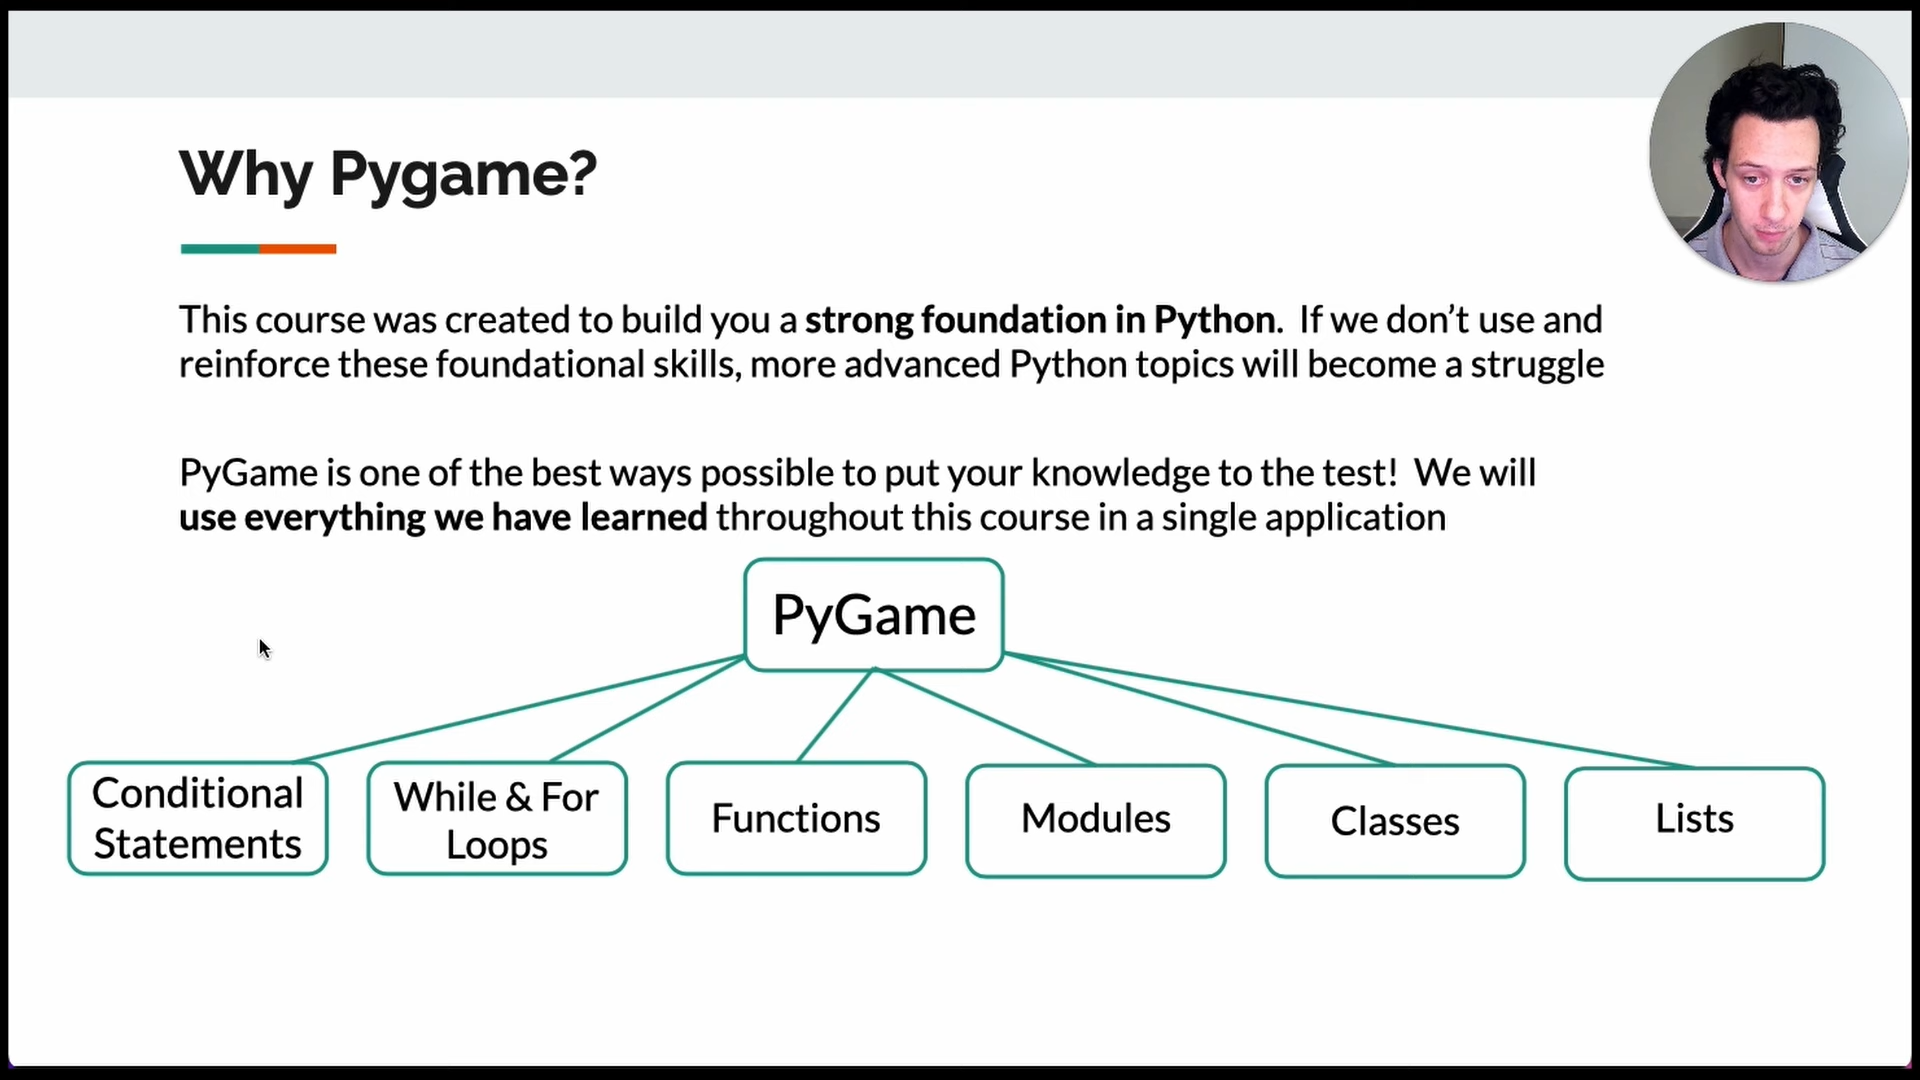 Why Pygame?
This course was created to build you a strong foundation in Python.  If we don’t use and
reinforce these foundational skills, more advanced Python topics will become a struggle
PyGame is one of the best ways possible to put your knowledge to the test!  We will
use everything we have learned throughout this course in a single application
PyGame
Conditional
Statements
While & For
Loops
Functions
Modules
Classes
Lists